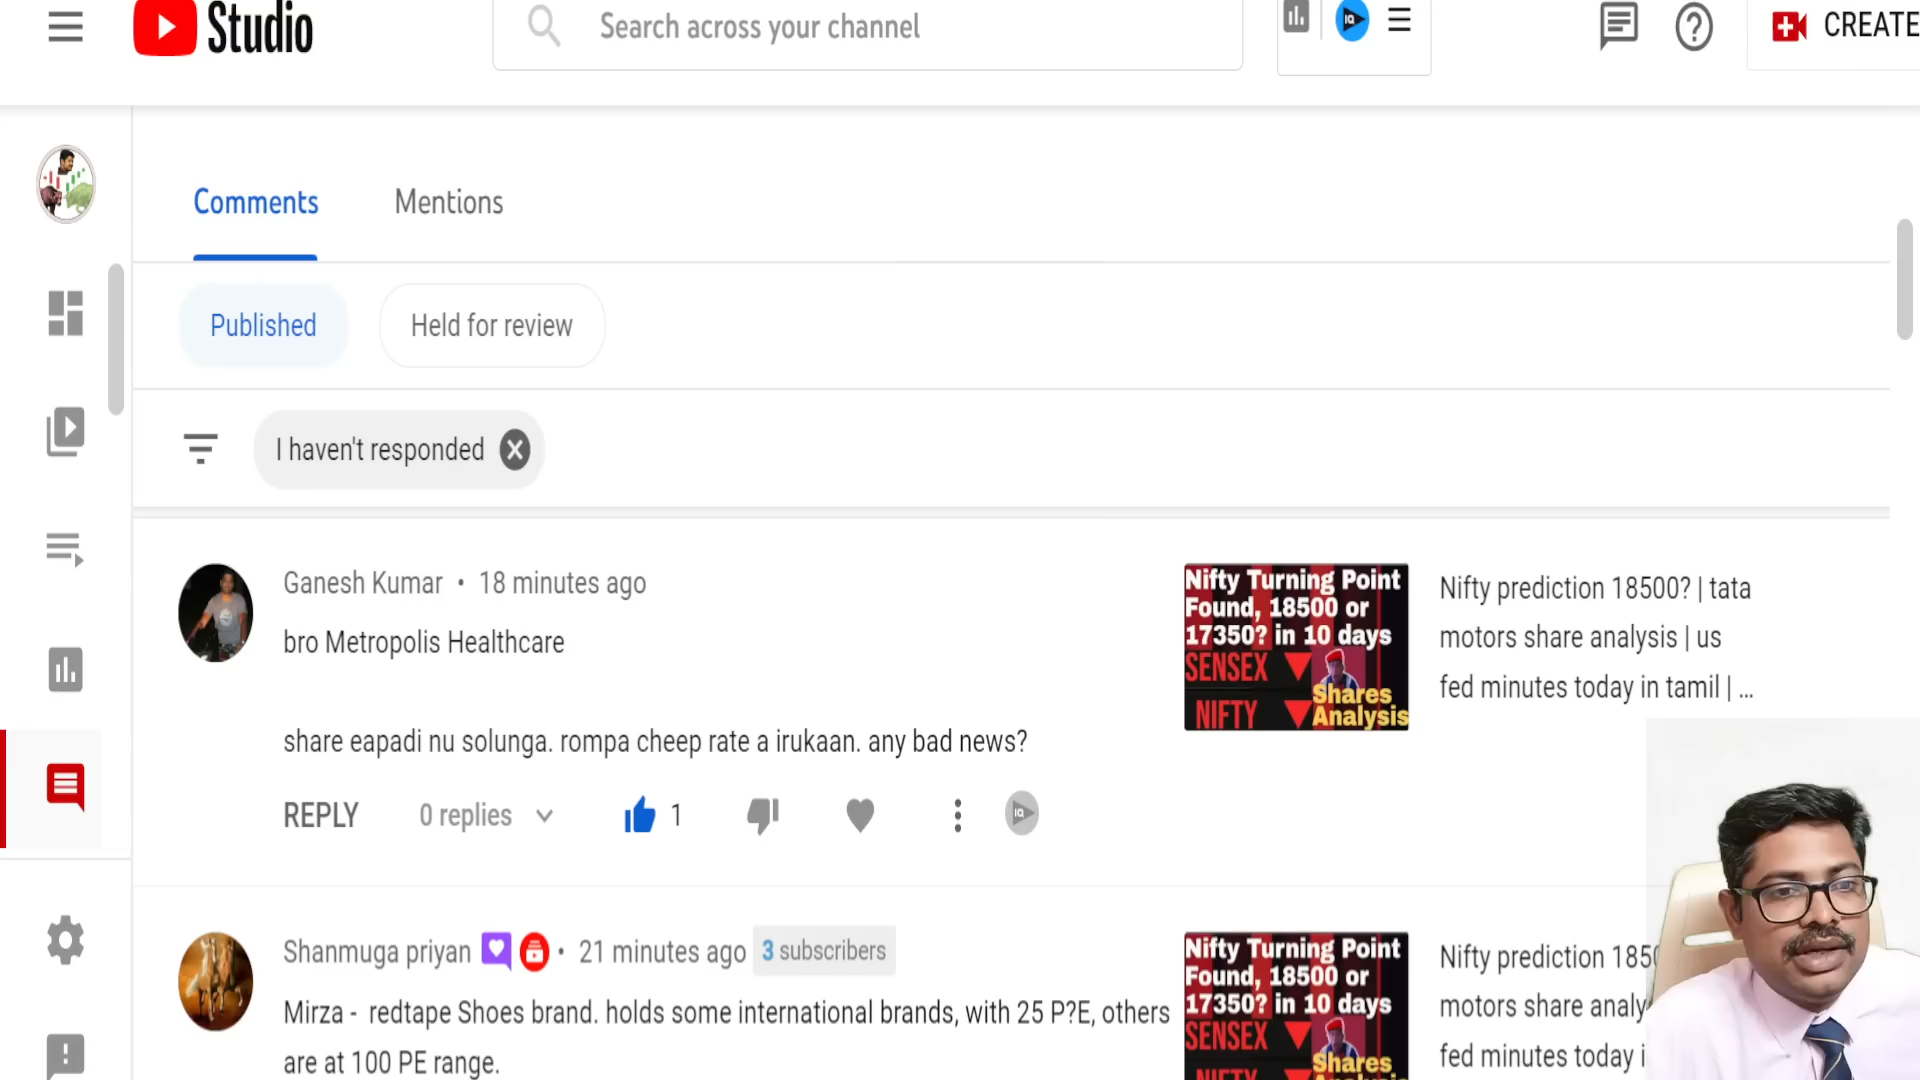 Studio
Search across your channel
CREATE
Comments
Mentions
Published
Held for review
I haven't responded
Ganesh Kumar • 18 minutes ago
bro Metropolis Healthcare
share eapadi nu solunga. rompa cheep rate a irukaan. any bad news?
REPLY
0 replies
1
Nifty Turning Point
Found, 18500 or
17350? in 10 days
SENSEX
Shares
NIFTY
Analysis
Nifty prediction 18500? | tata
motors share analysis | us
fed minutes today in tamil | ...
Shanmuga priyan • 21 minutes ago 3 subscribers
Mirza - redtape Shoes brand. holds some international brands, with 25 P?E, others
are at 100 PE range.
Nifty Turning Point
Found, 18500 or
17350? in 10 days
SENSEX
Shares
NIFTY
Nifty prediction 1850
motors share analy
fed minutes today i